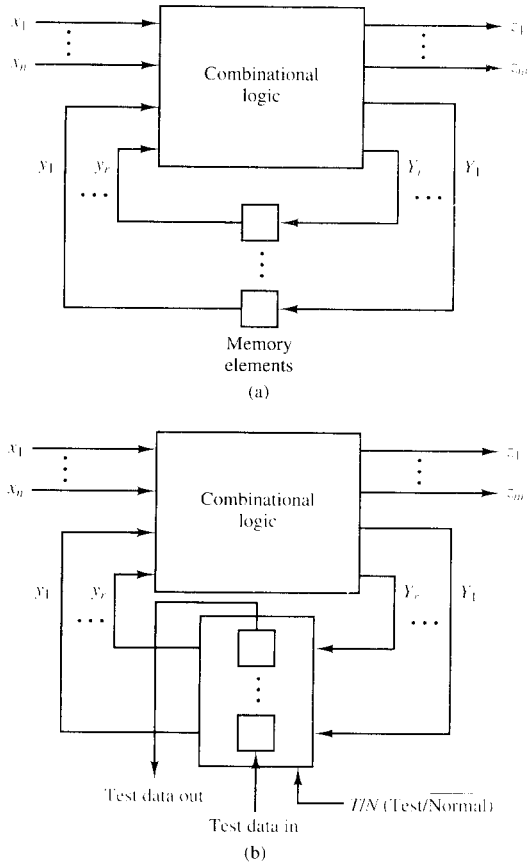 x₁
z₁
xₙ
zₘ
Combinational
logic
y₁
yᵣ
Yᵣ
Y₁
Memory
elements
(a)
x₁
z₁
xₙ
zₘ
Combinational
logic
y₁
yᵣ
Yᵣ
Y₁
Test data out
T/N̅ (Test/N̅o̅r̅m̅a̅l̅)
Test data in
(b)